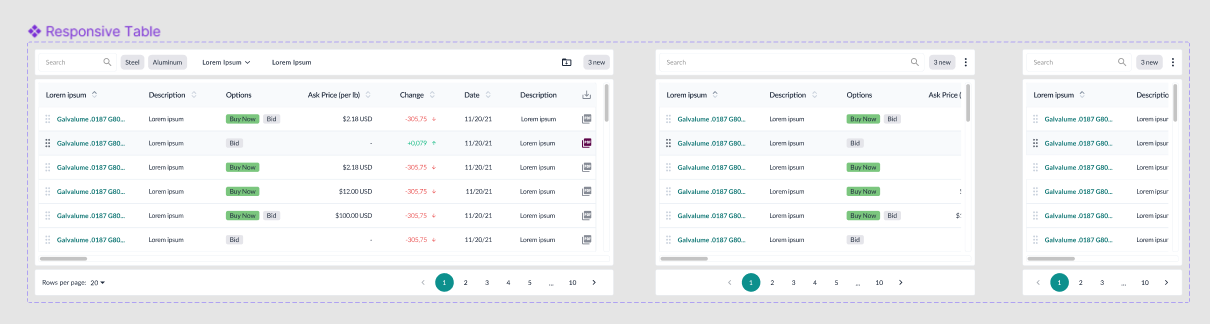 Responsive Table
Search Steel Aluminum Lorem Ipsum Lorem Ipsum 3 new
Lorem ipsum Description Options Ask Price (per lb) Change Date Description
Galvalume .0187 G80... Lorem ipsum Buy Now Bid $2.18 USD -305,75 11/20/21 Lorem ipsum
Galvalume .0187 G80... Lorem ipsum Bid - +0,079 11/20/21 Lorem ipsum
Galvalume .0187 G80... Lorem ipsum Buy Now $2.18 USD -305,75 11/20/21 Lorem ipsum
Galvalume .0187 G80... Lorem ipsum Buy Now $12.00 USD -305,75 11/20/21 Lorem ipsum
Galvalume .0187 G80... Lorem ipsum Buy Now Bid $100.00 USD -305,75 11/20/21 Lorem ipsum
Galvalume .0187 G80... Lorem ipsum Bid - -305,75 11/20/21 Lorem ipsum
Rows per page: 20 1 2 3 4 5 ... 10
Search 3 new
Lorem ipsum Description Options Ask Price (
Galvalume .0187 G80... Lorem ipsum Buy Now Bid
Galvalume .0187 G80... Lorem ipsum Bid
Galvalume .0187 G80... Lorem ipsum Buy Now
Galvalume .0187 G80... Lorem ipsum Buy Now $
Galvalume .0187 G80... Lorem ipsum Buy Now Bid $1
Galvalume .0187 G80... Lorem ipsum Bid
1 2 3 4 5 ... 10
Search 3 new
Lorem ipsum Descriptic
Galvalume .0187 G80... Lorem ipsur
Galvalume .0187 G80... Lorem ipsur
Galvalume .0187 G80... Lorem ipsur
Galvalume .0187 G80... Lorem ipsur
Galvalume .0187 G80... Lorem ipsur
Galvalume .0187 G80... Lorem ipsur
1 2 3 ... 10